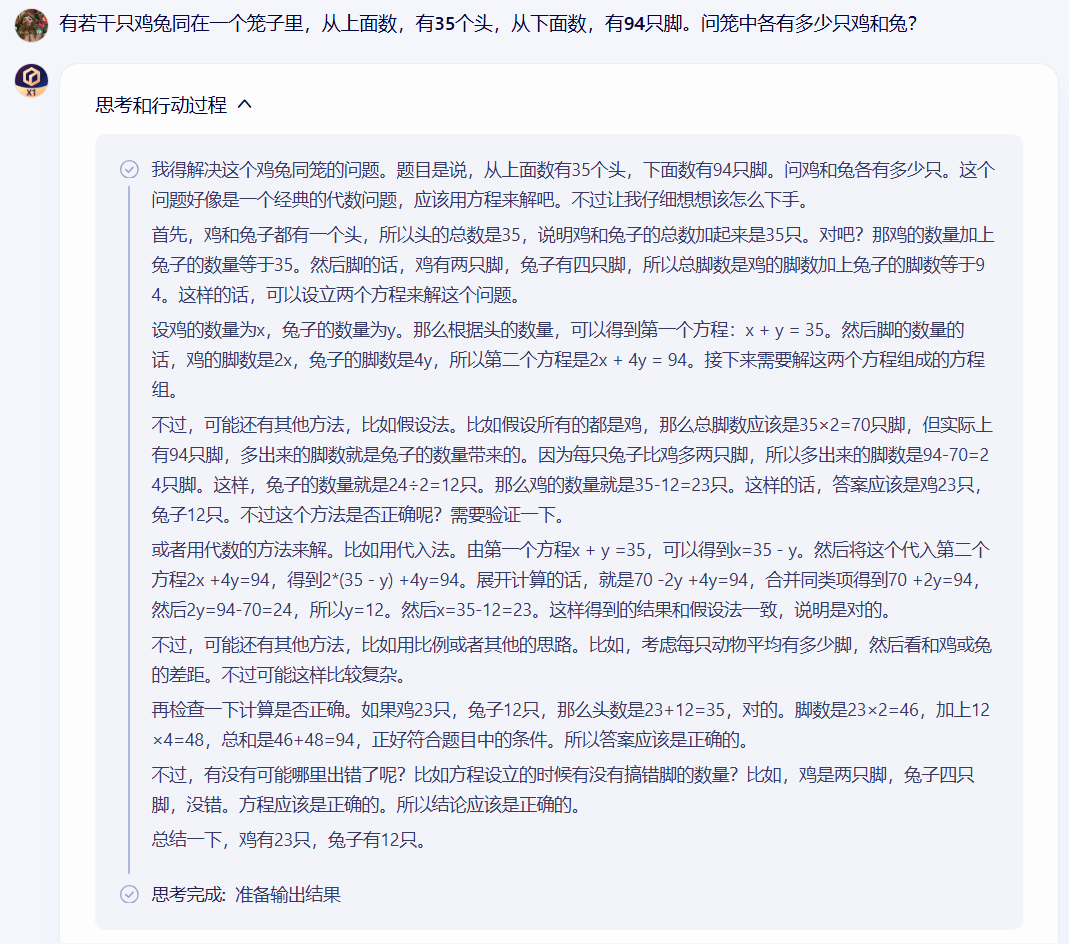 有若干只鸡兔同在一个笼子里，从上面数，有35个头，从下面数，有94只脚。问笼中各有多少只鸡和兔？
X1
思考和行动过程
我得解决这个鸡兔同笼的问题。题目是说，从上面数有35个头，下面数有94只脚。问鸡和兔各有多少只。这个
问题好像是一个经典的代数问题，应该用方程来解吧。不过让我仔细想想该怎么下手。
首先，鸡和兔子都有一个头，所以头的总数是35，说明鸡和兔子的总数加起来是35只。对吧？那鸡的数量加上
兔子的数量等于35。然后脚的话，鸡有两只脚，兔子有四只脚，所以总脚数是鸡的脚数加上兔子的脚数等于9
4。这样的话，可以设立两个方程来解这个问题。
设鸡的数量为x，兔子的数量为y。那么根据头的数量，可以得到第一个方程：x + y = 35。然后脚的数量的
话，鸡的脚数是2x，兔子的脚数是4y，所以第二个方程是2x + 4y = 94。接下来需要解这两个方程组成的方程
组。
不过，可能还有其他方法，比如假设法。比如假设所有的都是鸡，那么总脚数应该是35×2=70只脚，但实际上
有94只脚，多出来的脚数就是兔子的数量带来的。因为每只兔子比鸡多两只脚，所以多出来的脚数是94-70=2
4只脚。这样，兔子的数量就是24÷2=12只。那么鸡的数量就是35-12=23只。这样的话，答案应该是鸡23只，
兔子12只。不过这个方法是否正确呢？需要验证一下。
或者用代数的方法来解。比如用代入法。由第一个方程x + y =35，可以得到x=35 - y。然后将这个代入第二个
方程2x +4y=94，得到2*(35 - y) +4y=94。展开计算的话，就是70 -2y +4y=94，合并同类项得到70 +2y=94，
然后2y=94-70=24，所以y=12。然后x=35-12=23。这样得到的结果和假设法一致，说明是对的。
不过，可能还有其他方法，比如用比例或者其他的思路。比如，考虑每只动物平均有多少脚，然后看和鸡或兔
的差距。不过可能这样比较复杂。
再检查一下计算是否正确。如果鸡23只，兔子12只，那么头数是23+12=35，对的。脚数是23×2=46，加上12
×4=48，总和是46+48=94，正好符合题目中的条件。所以答案应该是正确的。
不过，有没有可能哪里出错了呢？比如方程设立的时候有没有搞错脚的数量？比如，鸡是两只脚，兔子四只
脚，没错。方程应该是正确的。所以结论应该是正确的。
总结一下，鸡有23只，兔子有12只。
思考完成：准备输出结果